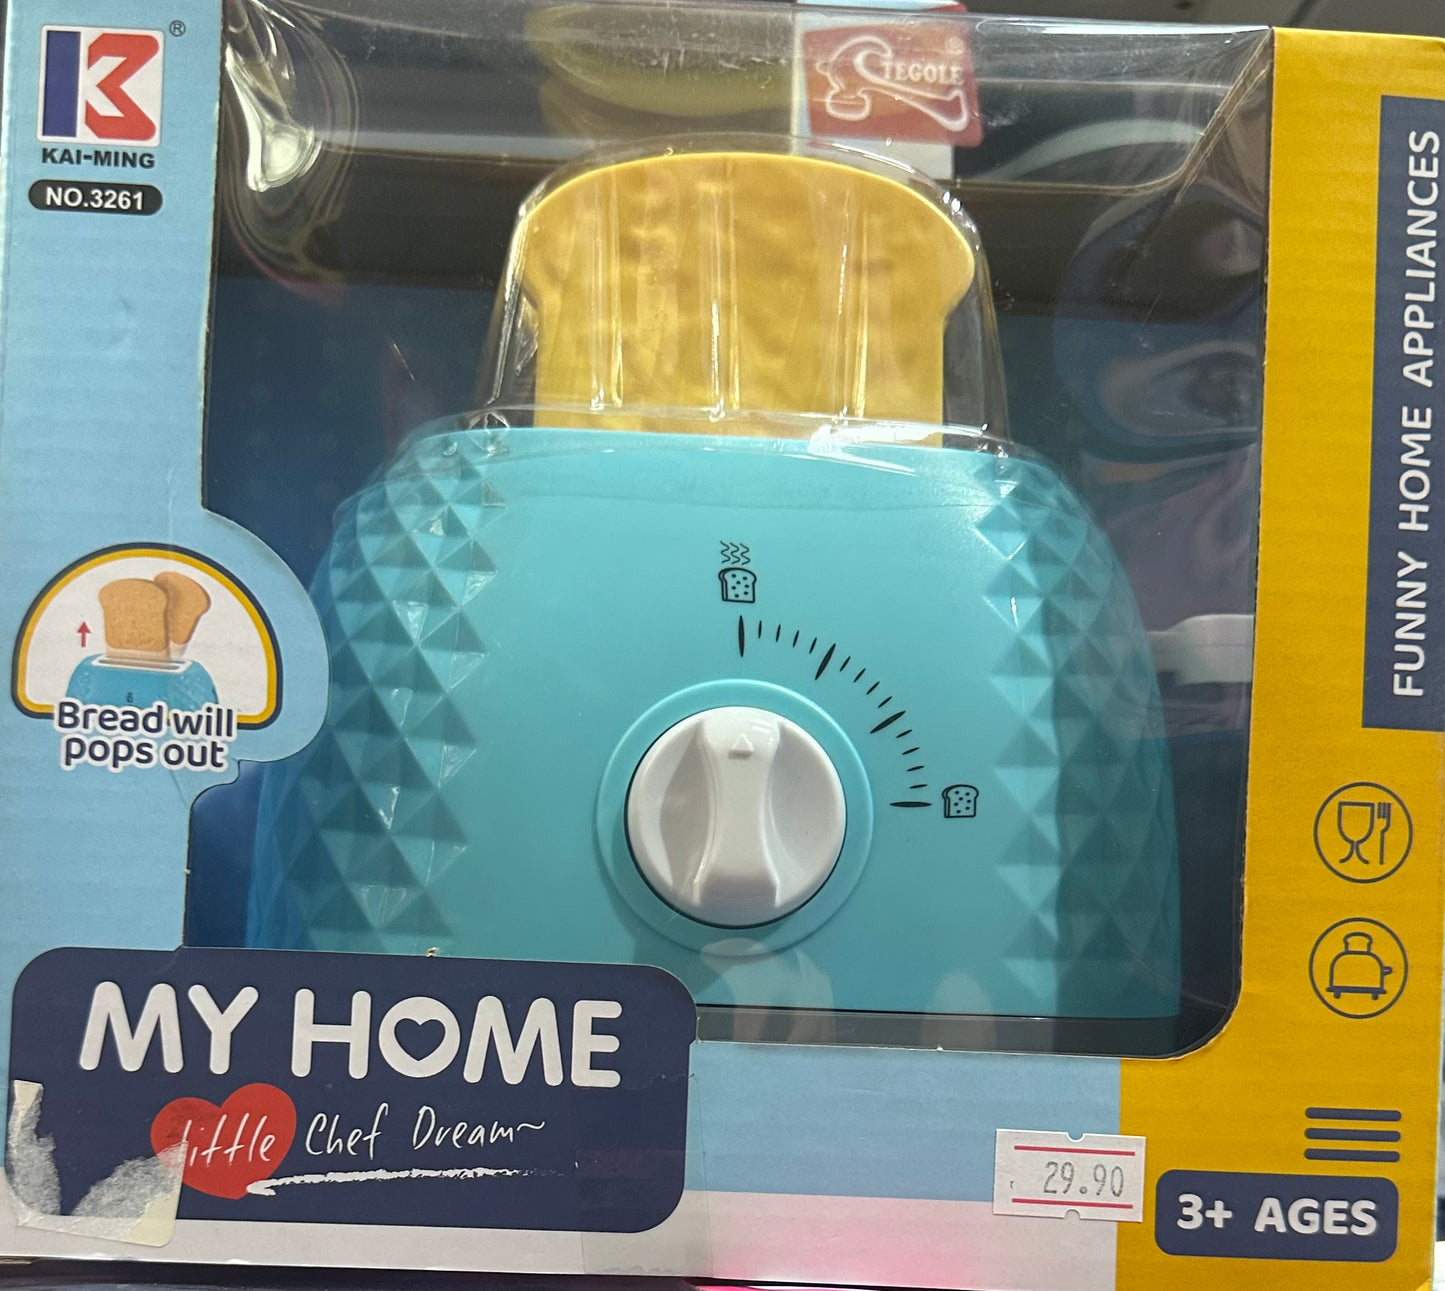 KAI-MING
NO.3261
CTEGOLE
FUNNY HOME APPLIANCES
Bread will
pops out
MY HOME
little Chef Dream~
29.90
3+ AGES